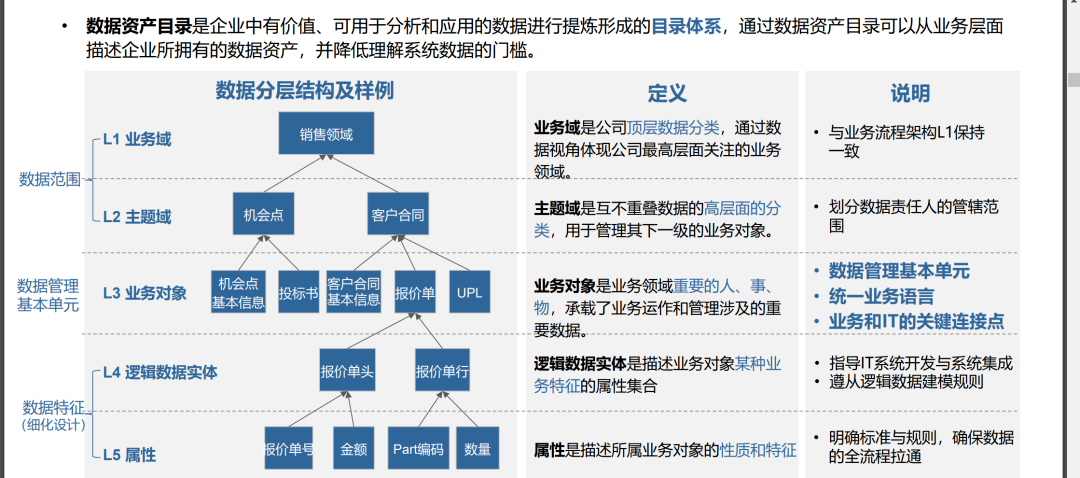 • 数据资产目录是企业中有价值、可用于分析和应用的数据进行提炼形成的目录体系，通过数据资产目录可以从业务层面
描述企业所拥有的数据资产，并降低理解系统数据的门槛。
数据分层结构及样例
定义
说明
数据范围
L1 业务域
销售领域
业务域是公司顶层数据分类，通过数
据视角体现公司最高层面关注的业务
领域。
• 与业务流程架构L1保持
一致
L2 主题域
机会点
客户合同
主题域是互不重叠数据的高层面的分
类，用于管理其下一级的业务对象。
• 划分数据责任人的管辖范
围
数据管理
基本单元
L3 业务对象
机会点
基本信息
投标书
客户合同
基本信息
报价单
UPL
业务对象是业务领域重要的人、事、
物，承载了业务运作和管理涉及的重
要数据。
• 数据管理基本单元
• 统一业务语言
• 业务和IT的关键连接点
数据特征
（细化设计）
L4 逻辑数据实体
报价单头
报价单行
逻辑数据实体是描述业务对象某种业
务特征的属性集合
• 指导IT系统开发与系统集成
• 遵从逻辑数据建模规则
L5 属性
报价单号
金额
Part编码
数量
属性是描述所属业务对象的性质和特征
• 明确标准与规则，确保数据
的全流程拉通